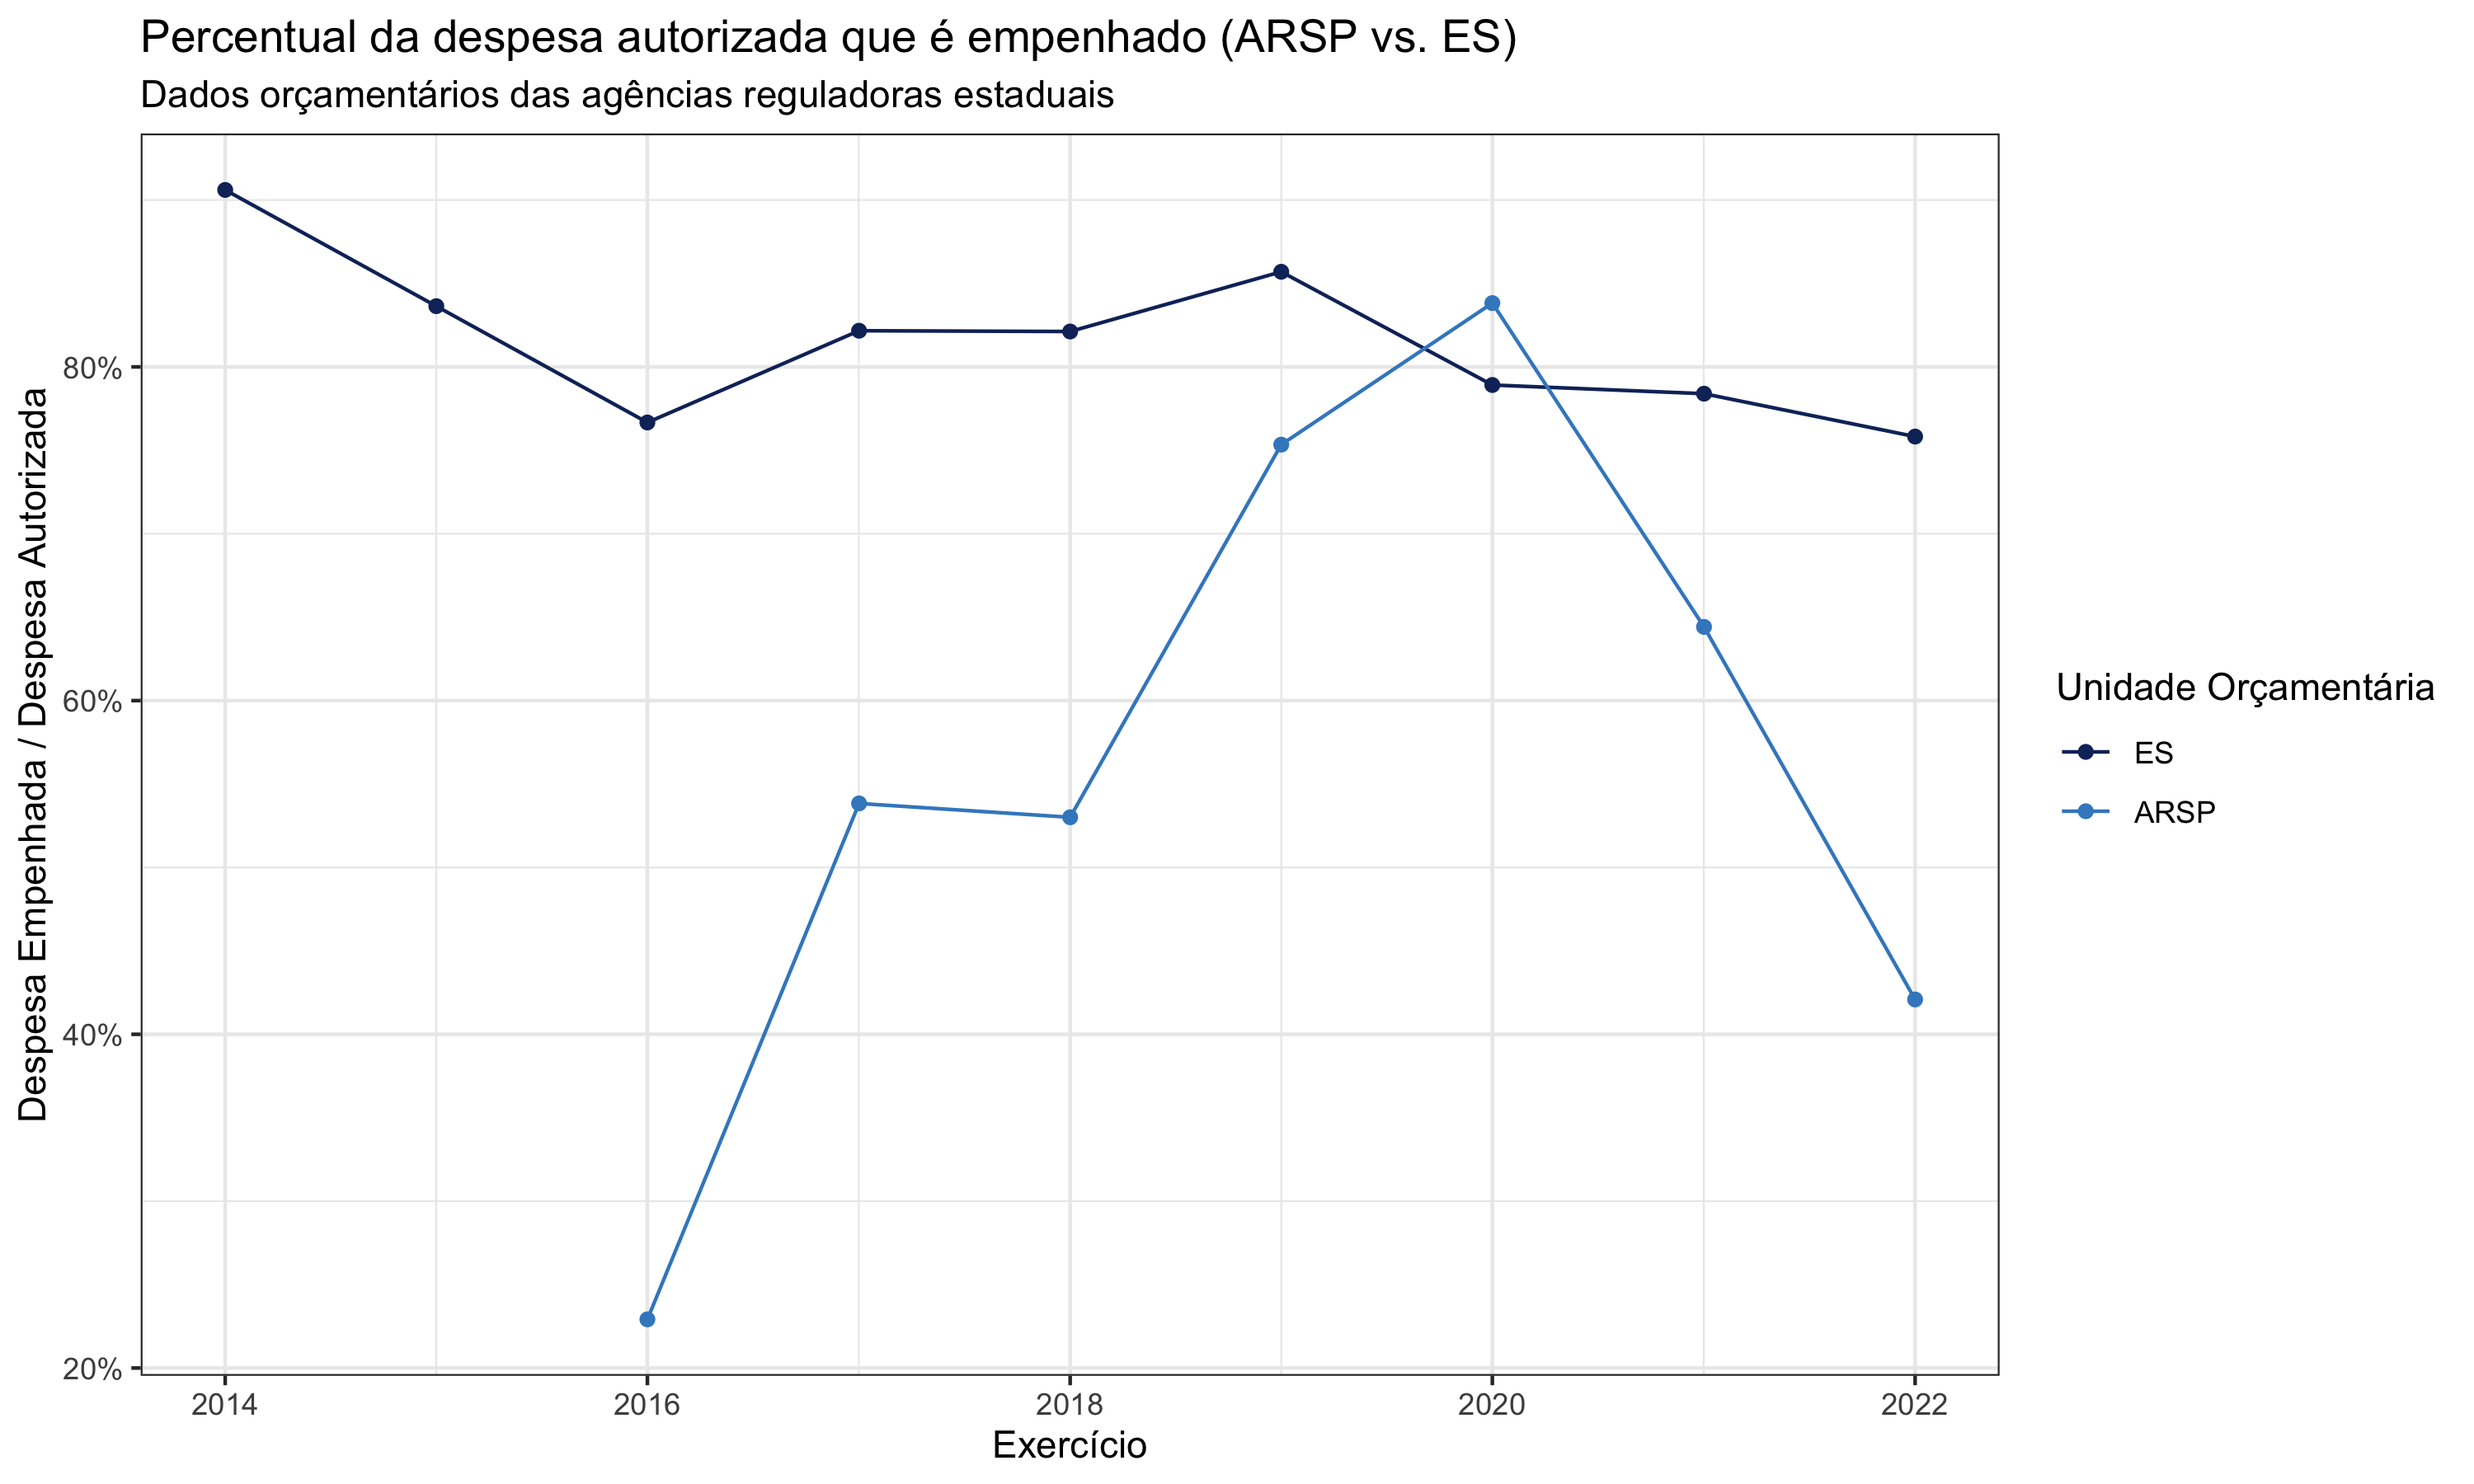 Percentual da despesa autorizada que é empenhado (ARSP vs. ES)
Dados orçamentários das agências reguladoras estaduais
Despesa Empenhada / Despesa Autorizada
80%
60%
40%
20%
2014
2016
2018
2020
2022
Exercício
Unidade Orçamentária
ES
ARSP